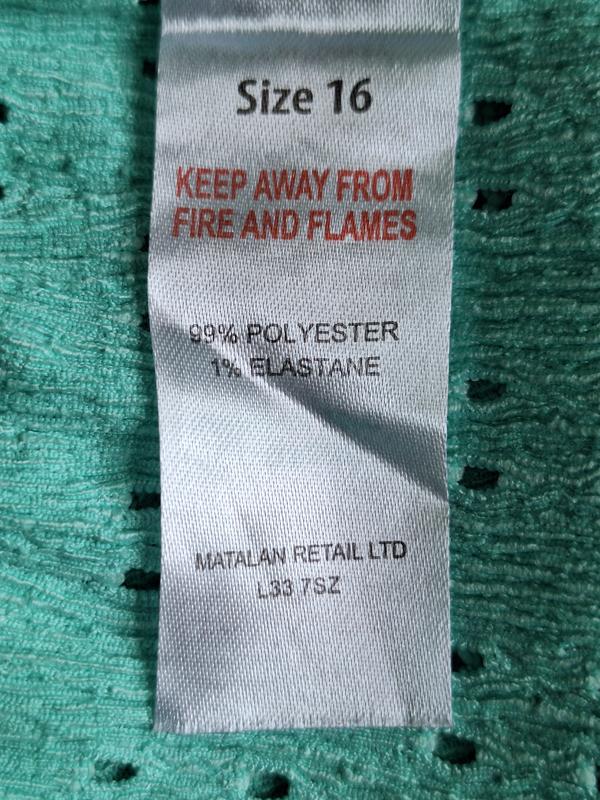 Size 16
KEEP AWAY FROM
FIRE AND FLAMES
99% POLYESTER
1% ELASTANE
MATALAN RETAIL LTD
L33 7SZ